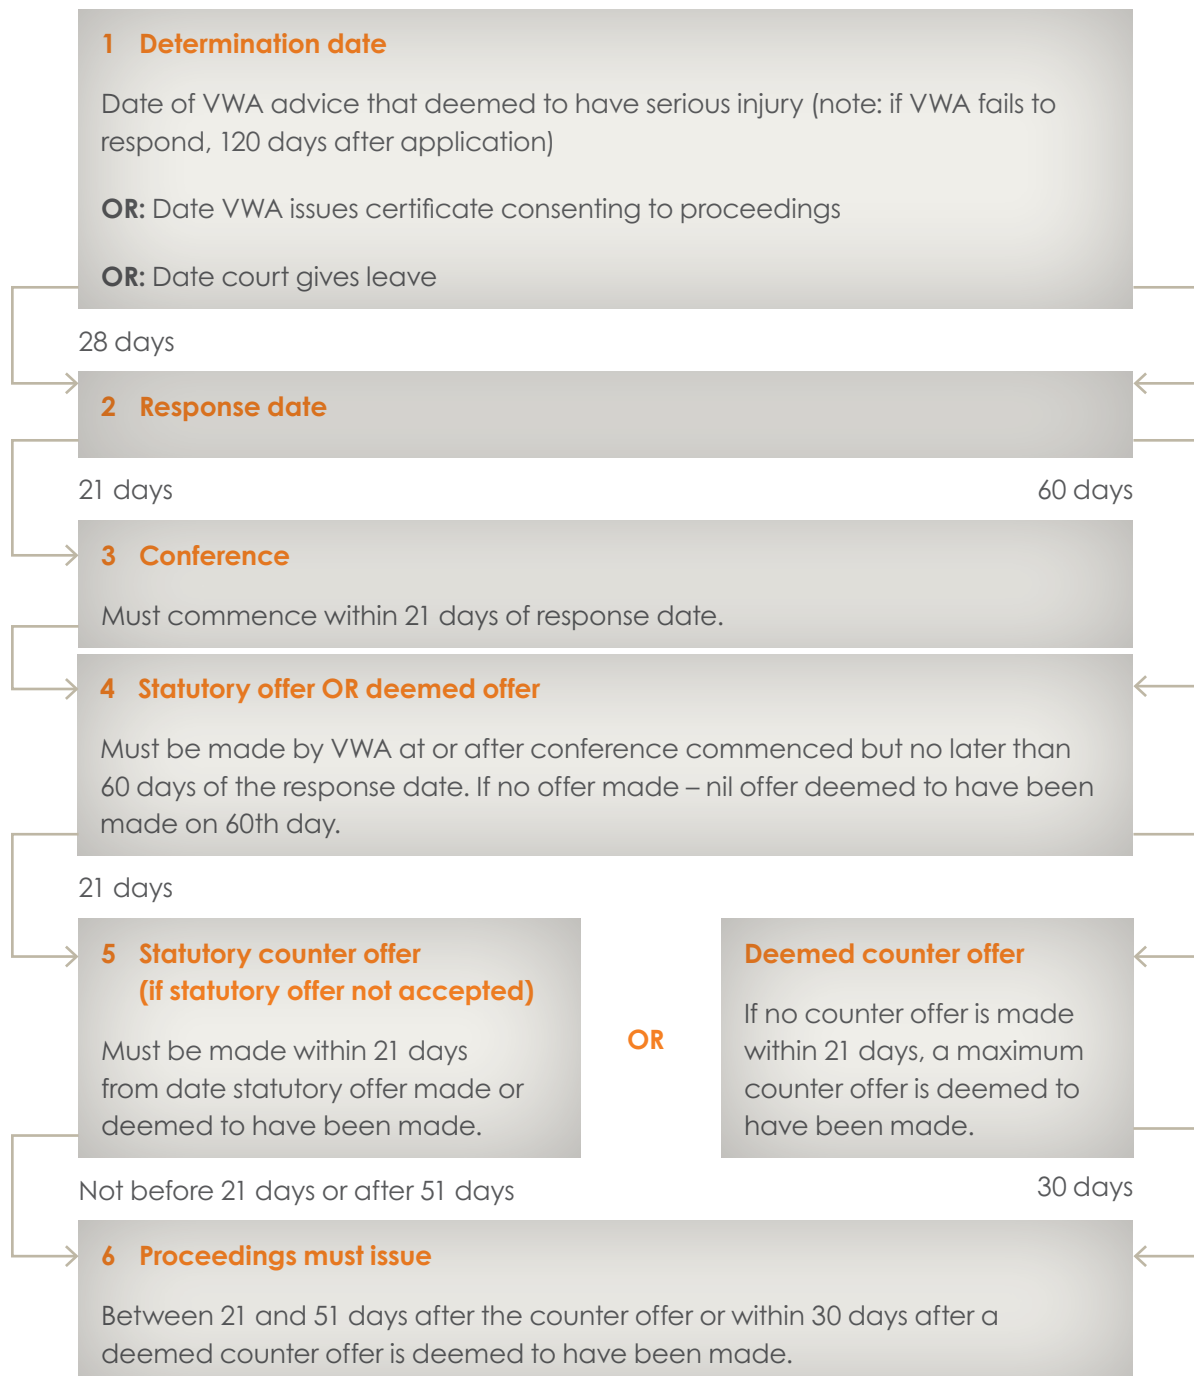 1 Determination date
Date of VWA advice that deemed to have serious injury (note: if VWA fails to
respond, 120 days after application)
OR: Date VWA issues certificate consenting to proceedings
OR: Date court gives leave
28 days
2 Response date
21 days
60 days
3 Conference
Must commence within 21 days of response date.
4 Statutory offer OR deemed offer
Must be made by VWA at or after conference commenced but no later than
60 days of the response date. If no offer made – nil offer deemed to have been
made on 60th day.
21 days
5 Statutory counter offer
(if statutory offer not accepted)
Must be made within 21 days
from date statutory offer made or
deemed to have been made.
OR
Deemed counter offer
If no counter offer is made
within 21 days, a maximum
counter offer is deemed to
have been made.
Not before 21 days or after 51 days
30 days
6 Proceedings must issue
Between 21 and 51 days after the counter offer or within 30 days after a
deemed counter offer is deemed to have been made.